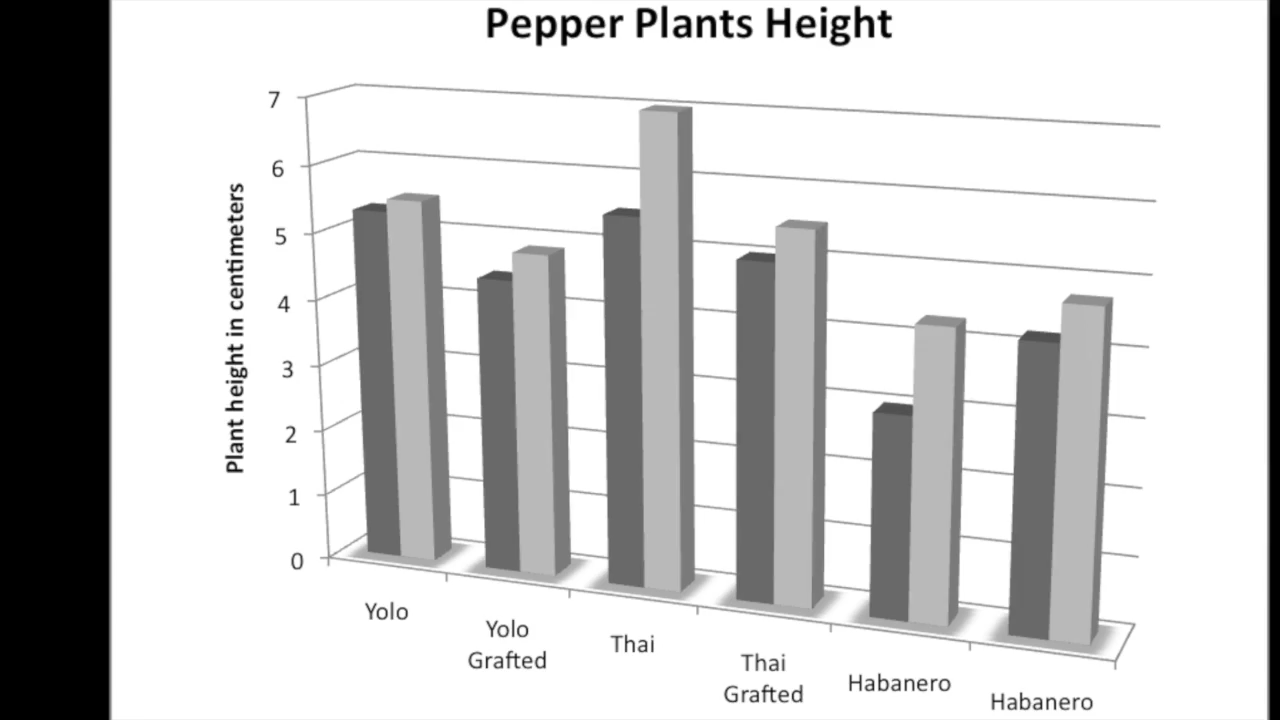 Pepper Plants Height
Plant height in centimeters
7
6
5
4
3
2
1
0
Yolo
Yolo
Grafted
Thai
Thai
Grafted
Habanero
Habanero